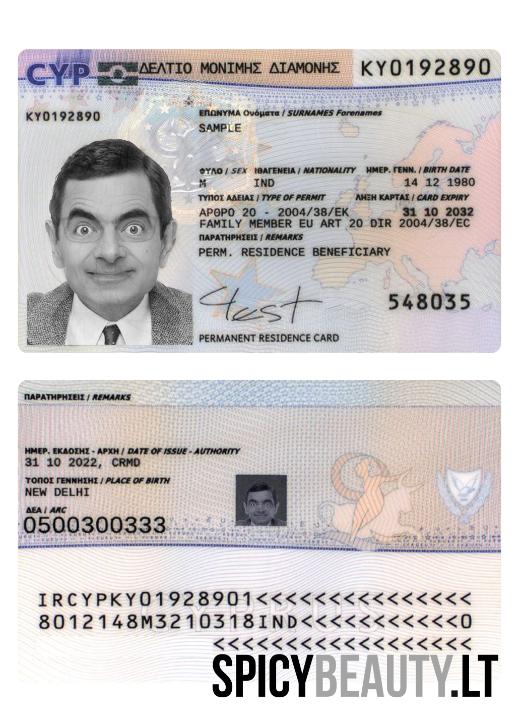 CYP ΔΕΛΤΙΟ ΜΟΝΙΜΗΣ ΔΙΑΜΟΝΗΣ KY0192890
KY0192890
ΕΠΩΝΥΜΑ Ονόματα / SURNAMES Forenames
SAMPLE
ΦΥΛΟ / SEX ΙΘΑΓΕΝΕΙΑ / NATIONALITY ΗΜΕΡ. ΓΕΝΝ. / BIRTH DATE
M IND 14 12 1980
ΤΥΠΟΣ ΑΔΕΙΑΣ / TYPE OF PERMIT ΛΗΞΗ ΚΑΡΤΑΣ / CARD EXPIRY
ΑΡΘΡΟ 20 - 2004/38/ΕΚ 31 10 2032
FAMILY MEMBER EU ART 20 DIR 2004/38/EC
ΠΑΡΑΤΗΡΗΣΕΙΣ / REMARKS
PERM. RESIDENCE BENEFICIARY
Test
548035
PERMANENT RESIDENCE CARD
ΠΑΡΑΤΗΡΗΣΕΙΣ / REMARKS
ΗΜΕΡ. ΕΚΔΟΣΗΣ - ΑΡΧΗ / DATE OF ISSUE - AUTHORITY
31 10 2022, CRMD
ΤΟΠΟΣ ΓΕΝΝΗΣΗΣ / PLACE OF BIRTH
NEW DELHI
ΔΕΑ / ARC
0500300333
IRCYPKY01928901<<<<<<<<<<<<<<<
8012148M3210318IND<<<<<<<<<<<0
<<<<<<<<<<<<<<<<<<<<
SPICYBEAUTY.LT